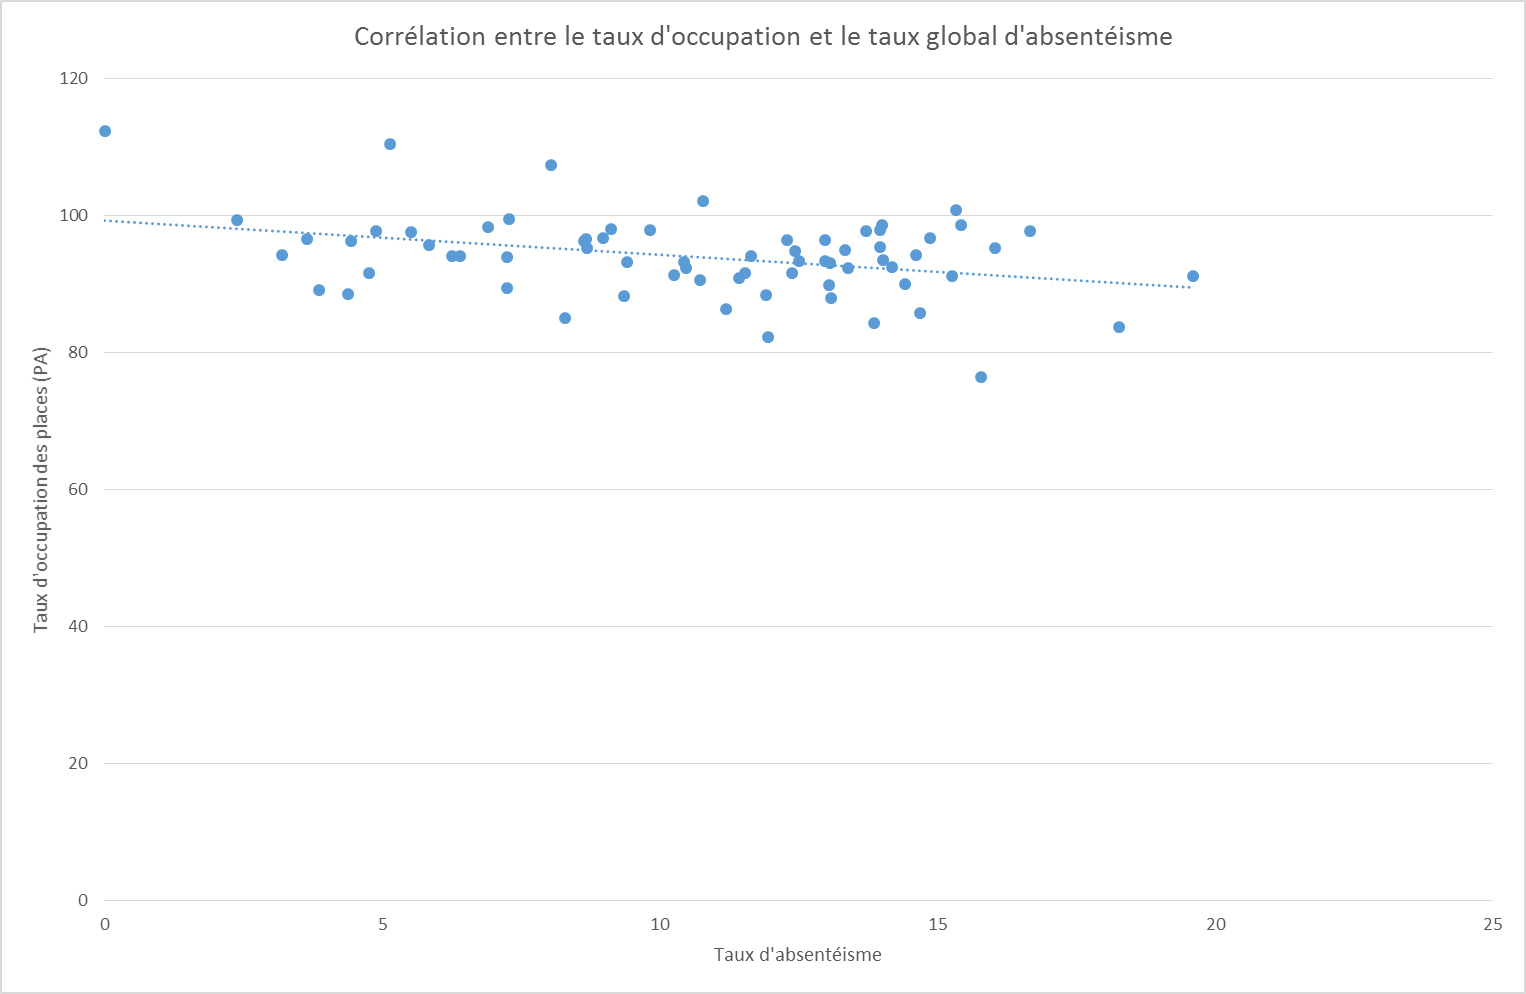 Corrélation entre le taux d'occupation et le taux global d'absentéisme
120
100
80
60
40
20
0
Taux d'occupation des places (PA)
0 5 10 15 20 25
Taux d'absentéisme